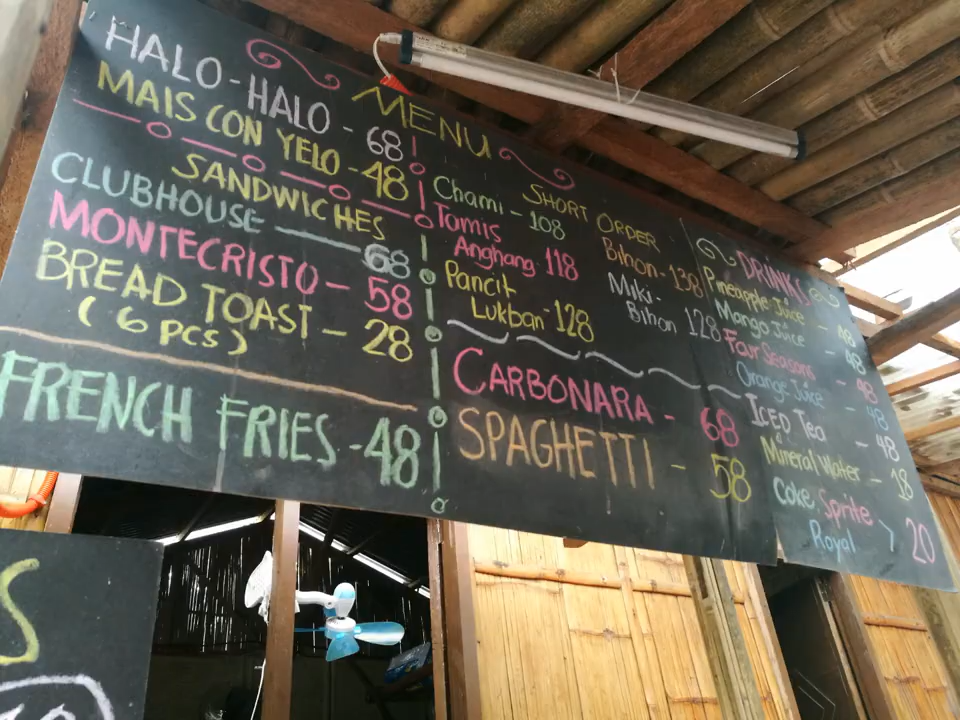 MENU
HALO-HALO - 68
MAIS CON YELO - 48
SANDWICHES
CLUBHOUSE 68
MONTECRISTO - 58
BREAD TOAST - 28
(6 PCS)
FRENCH FRIES - 48
SHORT ORDER
Chami - 108
Tamis
Anghang 118
Pancit
Lukban - 128
Bihon - 138
Miki-
Bihon 128
CARBONARA - 68
SPAGHETTI - 58
DRINKS
Pineapple Juice - 48
Mango Juice - 48
Four Seasons - 48
Orange Juice - 48
ICED Tea - 48
Mineral Water - 18
Coke, Sprite
Royal > 20
S